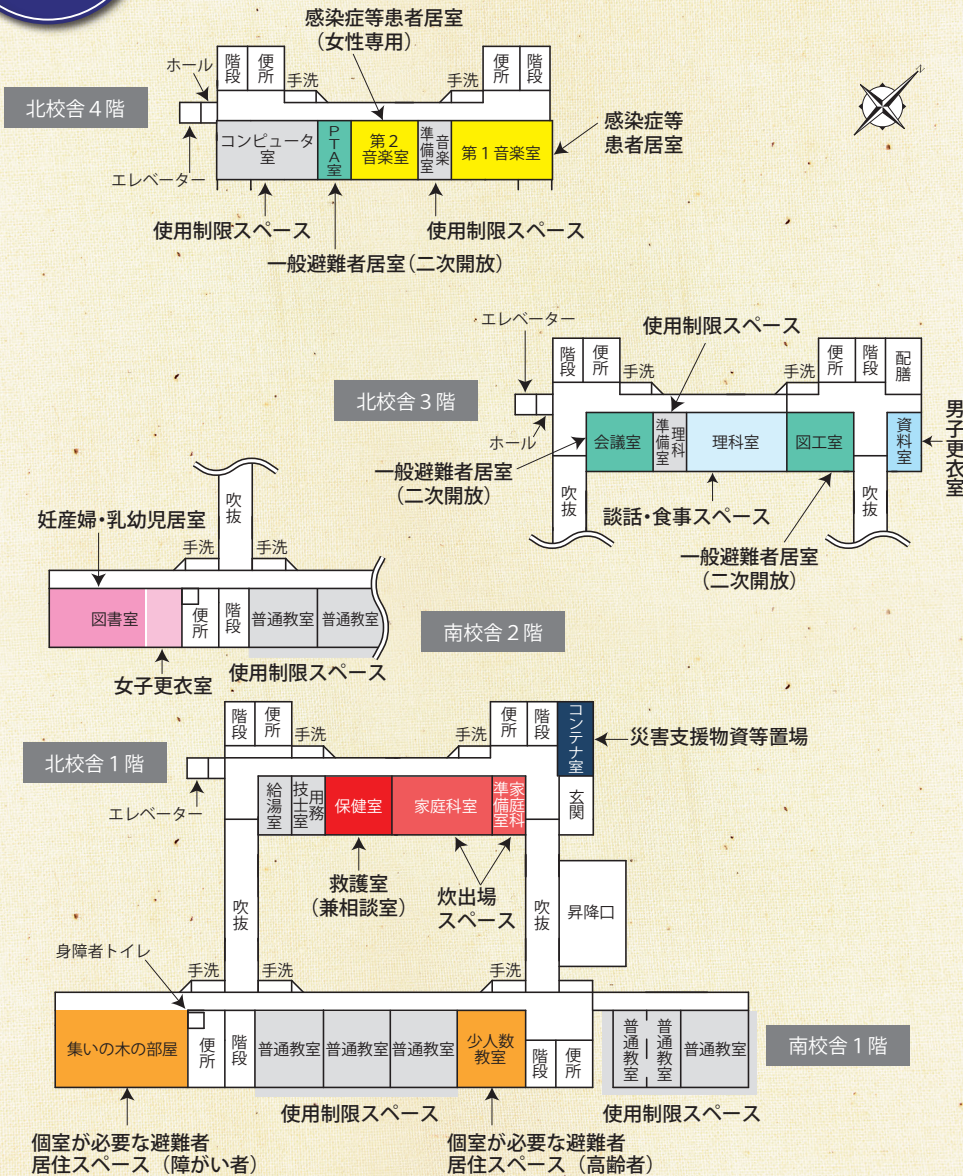 感染症等患者居室
（女性専用）
ホール
階段
便所
手洗
手洗
便所
階段
北校舎４階
コンピュータ室
PTA室
第２音楽室
音楽準備室
第１音楽室
感染症等
患者居室
エレベーター
使用制限スペース
使用制限スペース
一般避難者居室（二次開放）
エレベーター
使用制限スペース
階段
便所
手洗
手洗
便所
階段
配膳
北校舎３階
ホール
会議室
理科準備室
理科室
図工室
資料室
男子更衣室
一般避難者居室
（二次開放）
吹抜
談話・食事スペース
吹抜
一般避難者居室
（二次開放）
吹抜
妊産婦・乳幼児居室
手洗
手洗
図書室
便所
階段
普通教室
普通教室
南校舎２階
女子更衣室
使用制限スペース
階段
便所
手洗
手洗
便所
階段
コンテナ室
災害支援物資等置場
北校舎１階
エレベーター
給湯室
用務技士室
保健室
家庭科室
家庭科準備室
玄関
救護室
（兼相談室）
炊出場
スペース
吹抜
吹抜
昇降口
身障者トイレ
手洗
手洗
手洗
集いの木の部屋
便所
階段
普通教室
普通教室
普通教室
少人数
教室
階段
便所
普通教室
普通教室
普通教室
南校舎１階
使用制限スペース
使用制限スペース
個室が必要な避難者
居住スペース（障がい者）
個室が必要な避難者
居住スペース（高齢者）